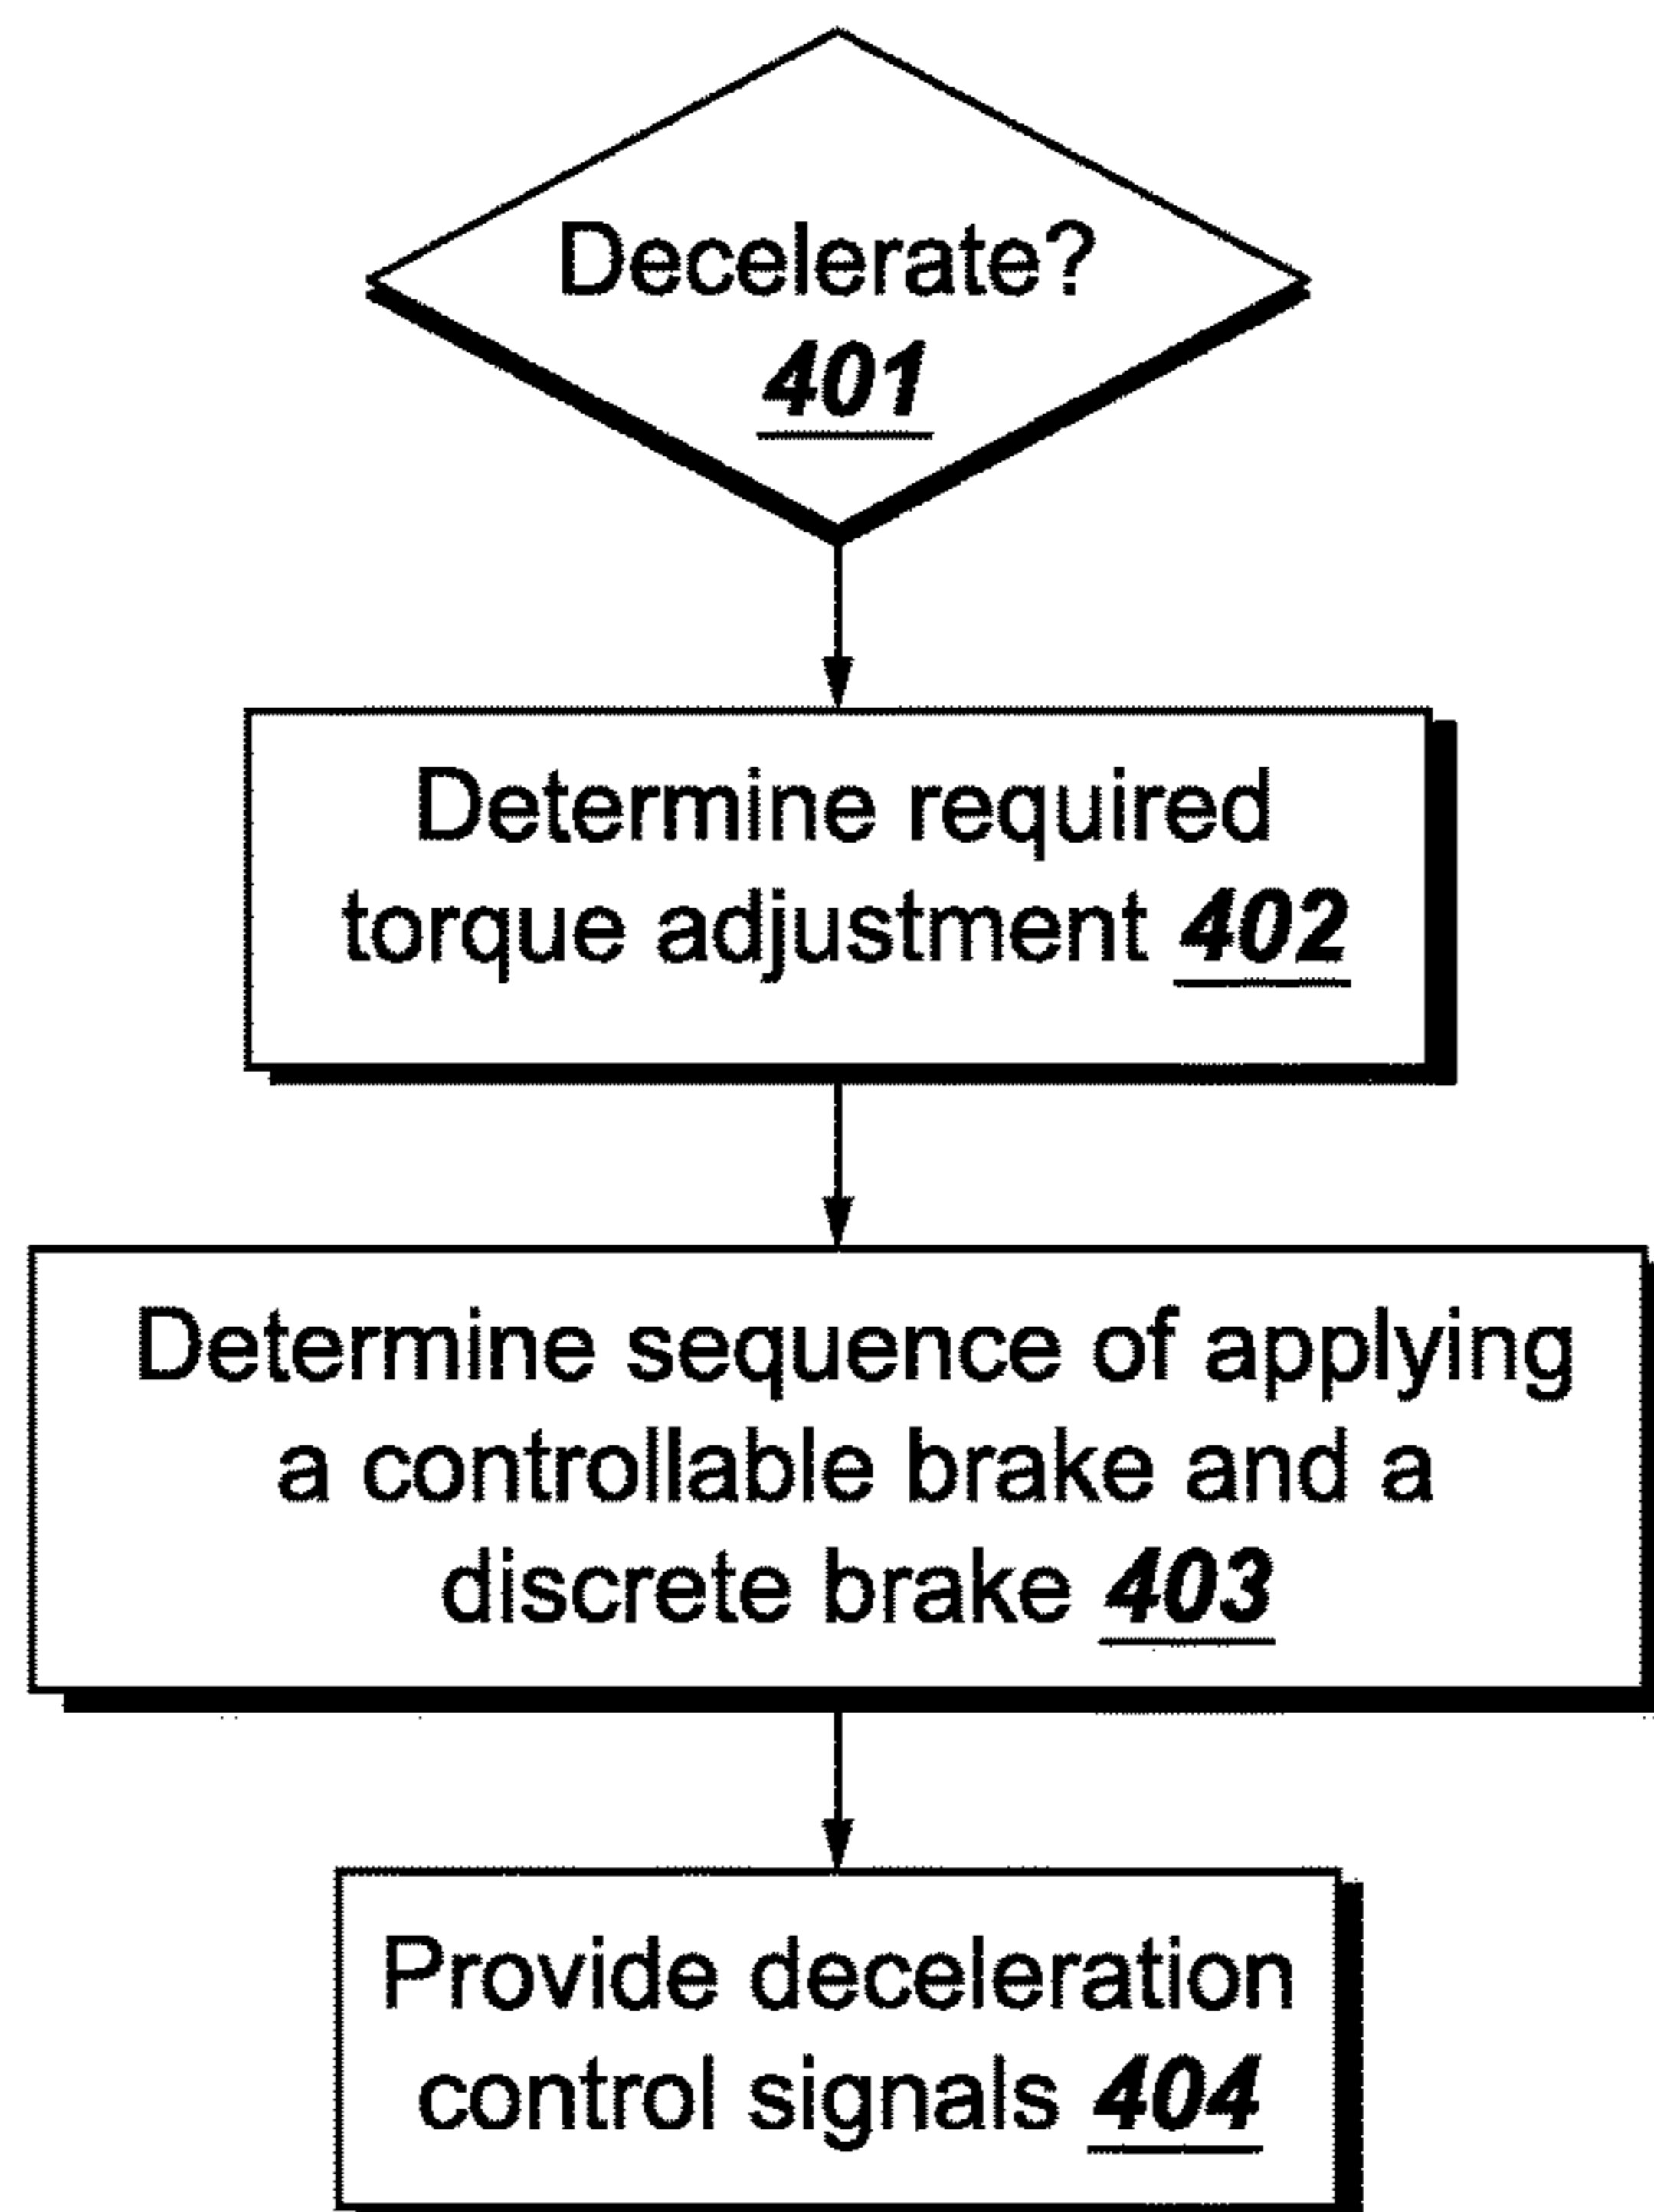 Decelerate?
401
Determine required
torque adjustment 402
Determine sequence of applying
a controllable brake and a
discrete brake 403
Provide deceleration
control signals 404